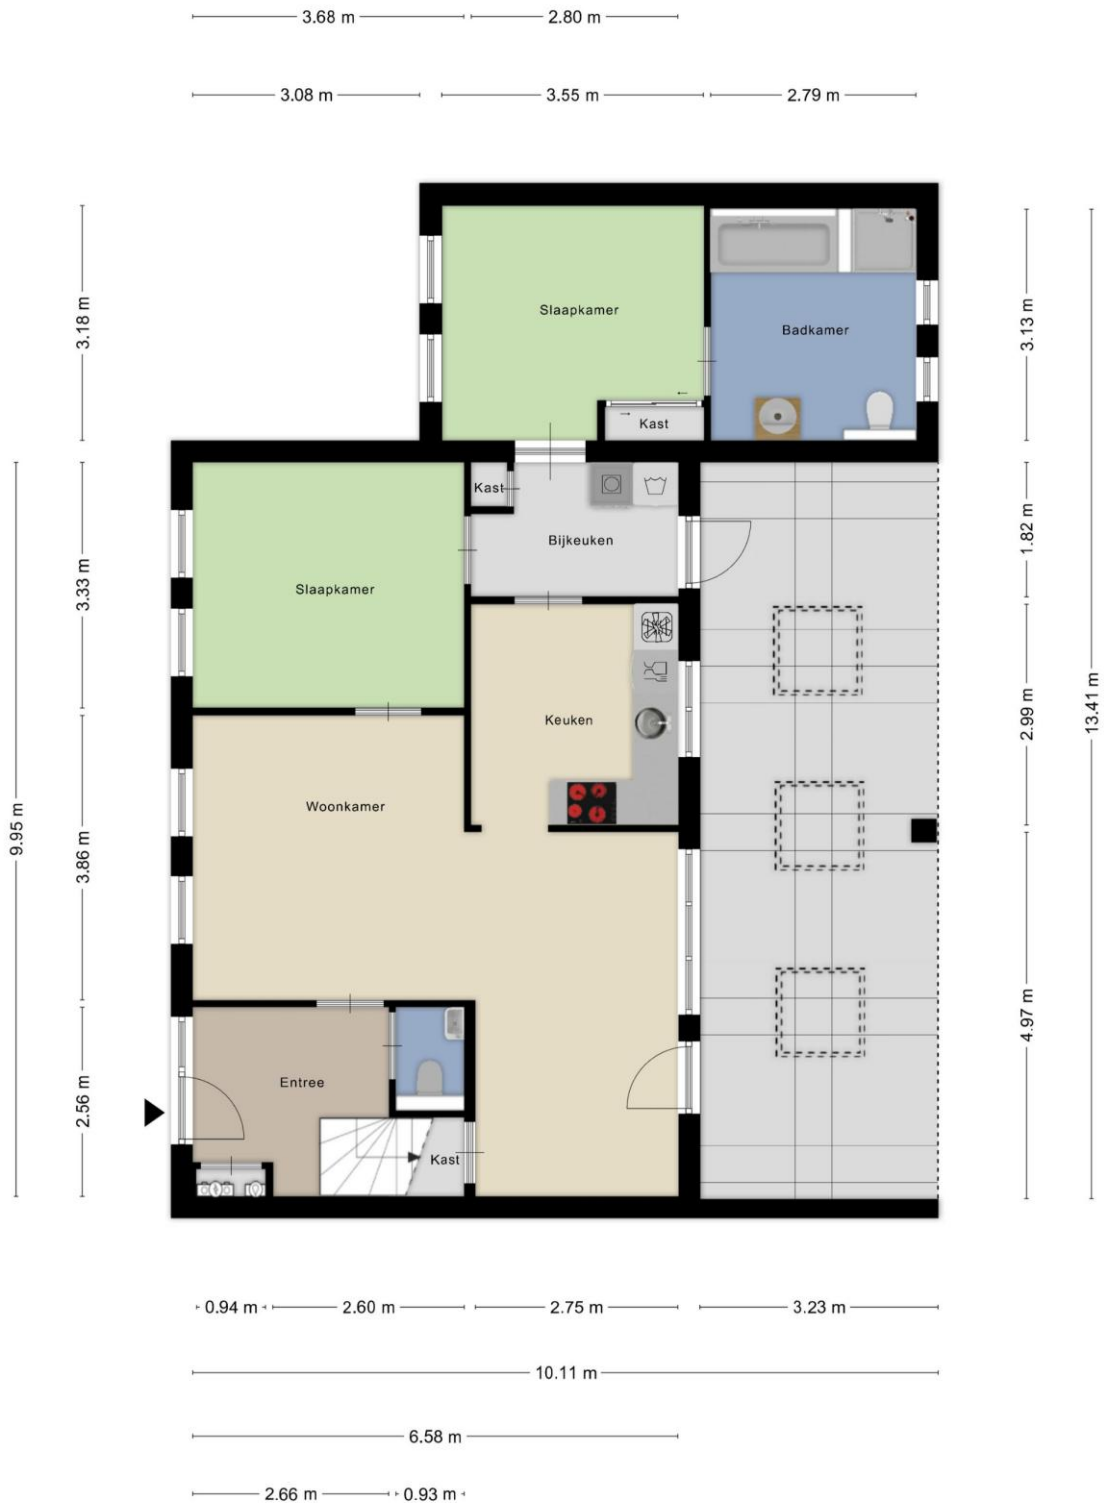 3.68 m
2.80 m
3.08 m
3.55 m
2.79 m
3.18 m
Slaapkamer
Badkamer
3.13 m
Kast
Kast
Bijkeuken
1.82 m
Slaapkamer
3.33 m
13.41 m
Keuken
2.99 m
Woonkamer
9.95 m
3.86 m
4.97 m
Entree
2.56 m
Kast
0.94 m
2.60 m
2.75 m
3.23 m
10.11 m
6.58 m
2.66 m
0.93 m